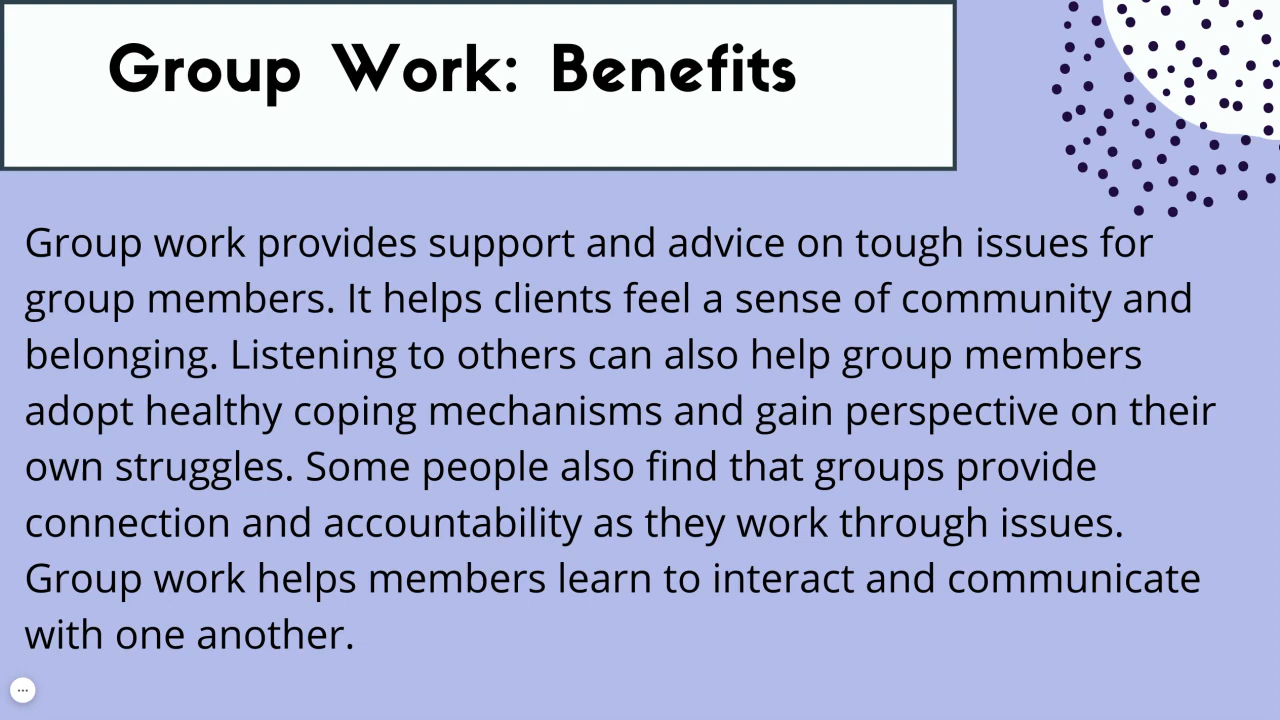 Group Work: Benefits
Group work provides support and advice on tough issues for
group members. It helps clients feel a sense of community and
belonging. Listening to others can also help group members
adopt healthy coping mechanisms and gain perspective on their
own struggles. Some people also find that groups provide
connection and accountability as they work through issues.
Group work helps members learn to interact and communicate
with one another.